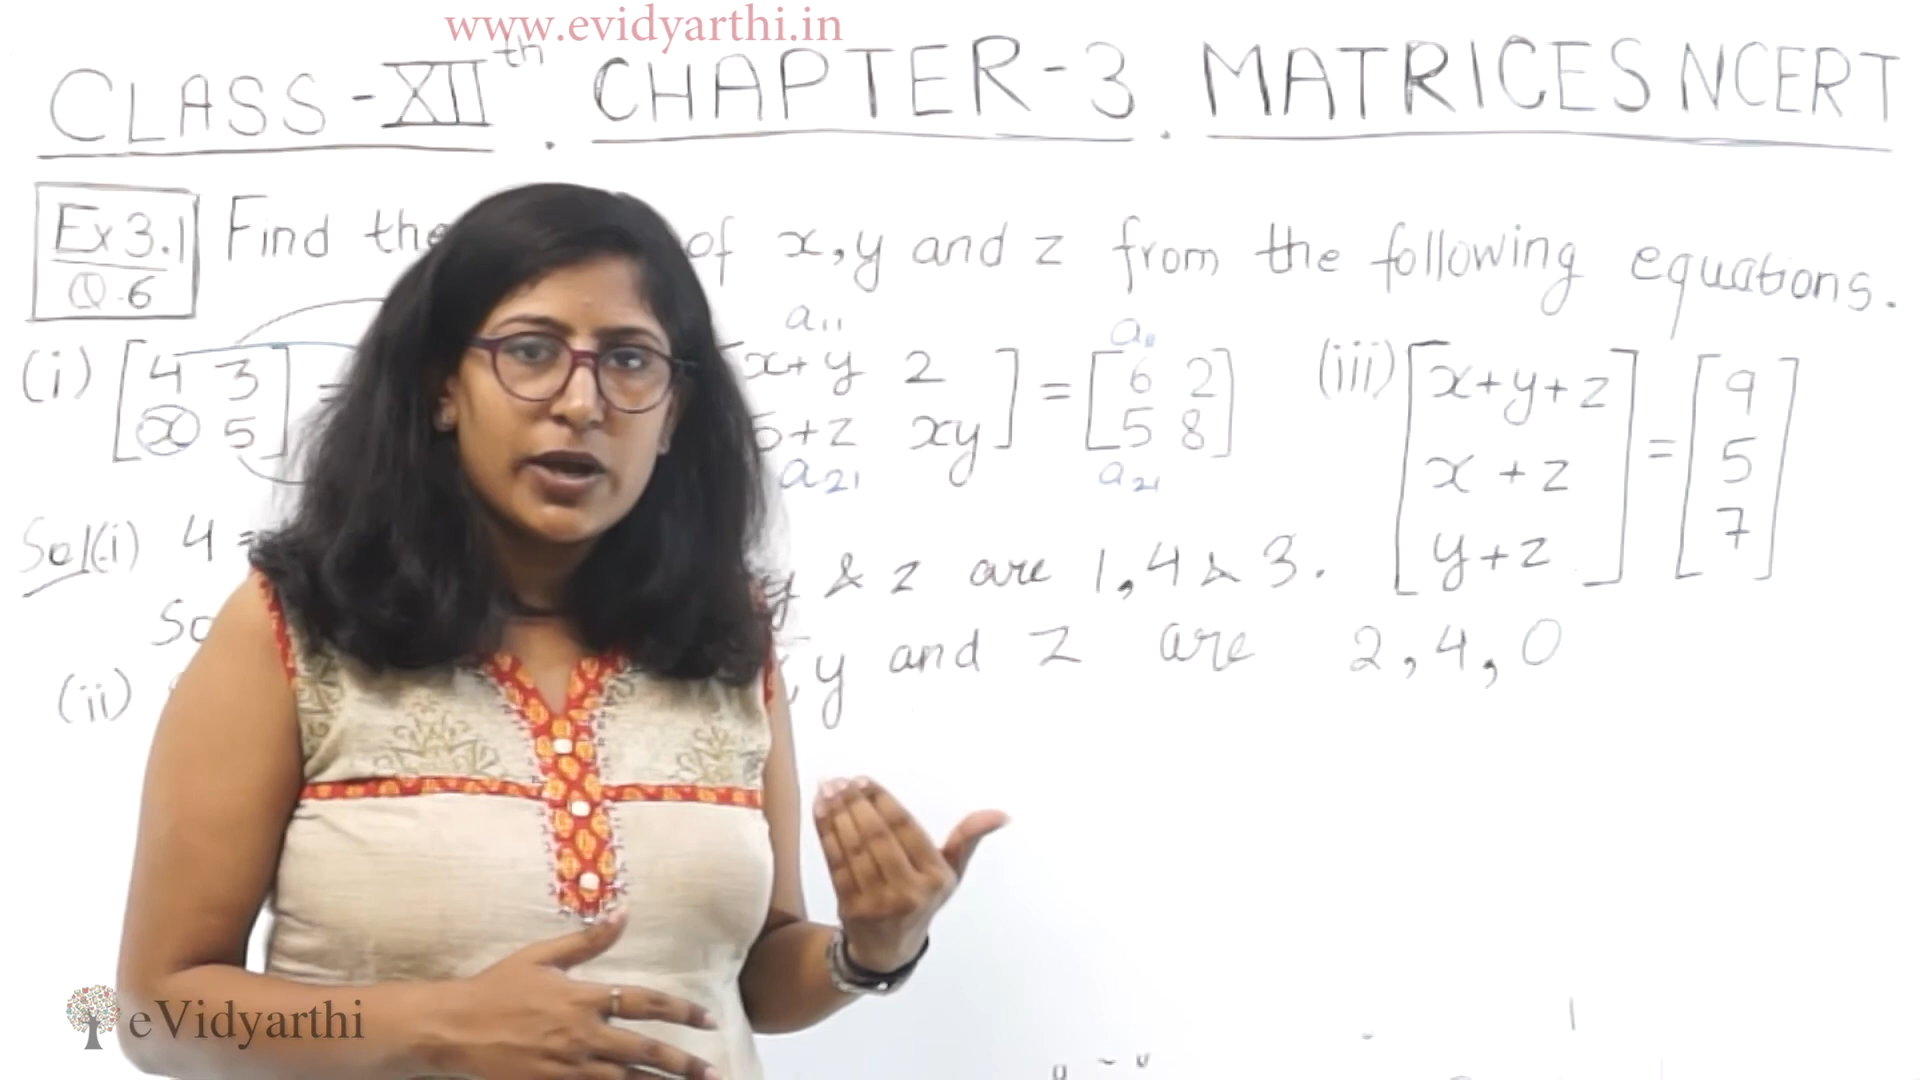 www.evidyarthi.in
CLASS-XIIth . CHAPTER-3 . MATRICES NCERT
Ex 3.1 Find the of x, y and z from the following equations.
Q.6
a11 a11
(i) [4 3 = x+y 2 ] = [6 2] (iii) [x+y+z] = [9
x 5] +z xy] 5 8] x + z 5
a21 a21 y+z 7]
Sol(i) 4 = y & z are 1, 4 & 3.
So
(ii) , y and z are 2, 4, 0
eVidyarthi